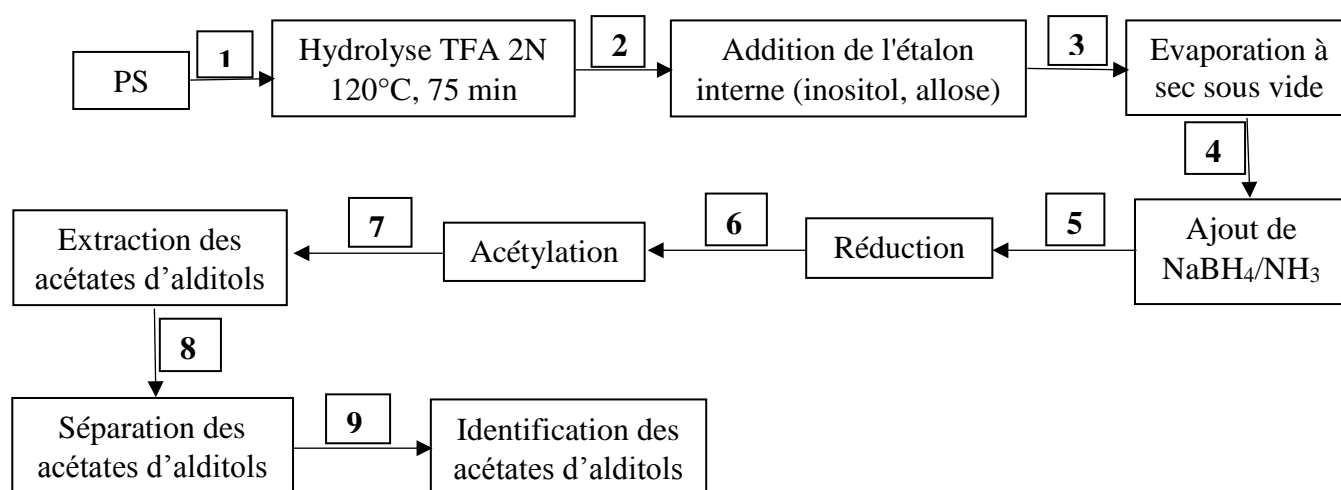 PS
1
Hydrolyse TFA 2N
120°C, 75 min
2
Addition de l'étalon
interne (inositol, allose)
3
Evaporation à
sec sous vide
4
Ajout de
NaBH4/NH3
5
Réduction
6
Acétylation
7
Extraction des
acétates d’alditols
8
Séparation des
acétates d’alditols
9
Identification des
acétates d’alditols